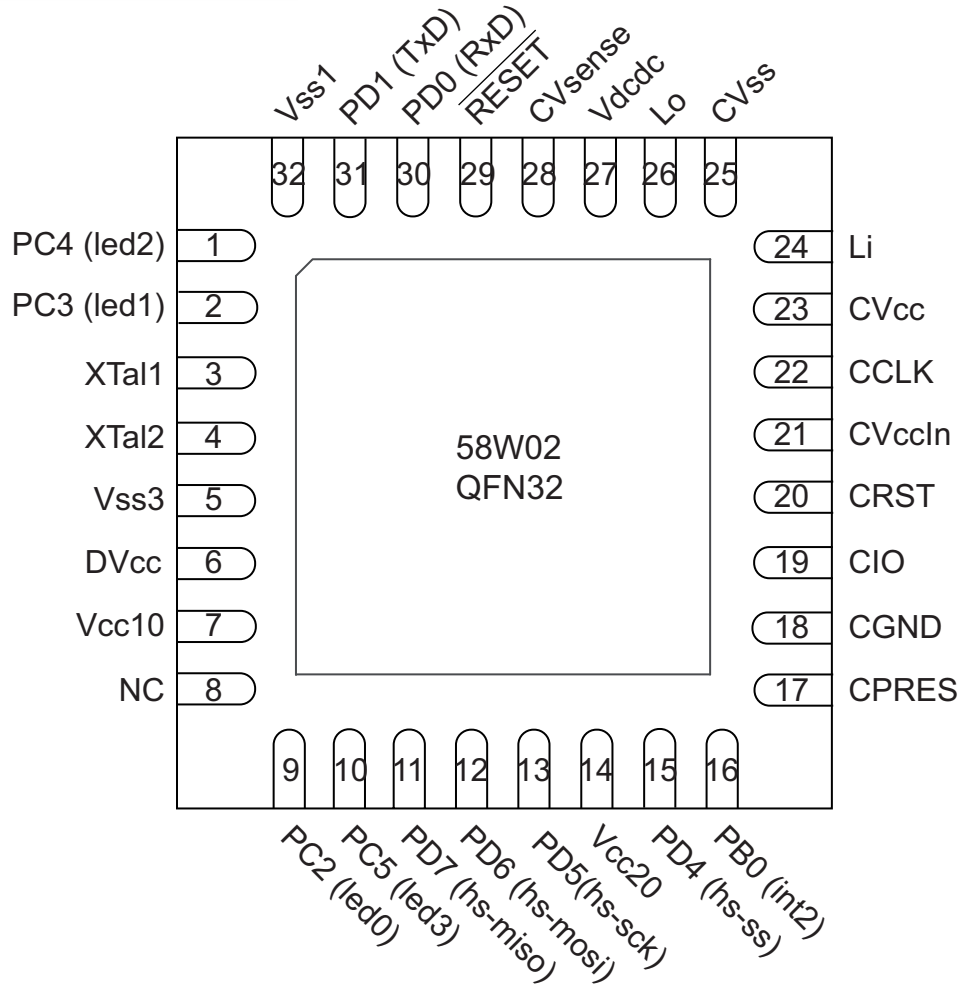 Vss1
PD1 (TxD)
PD0 (RxD)
RESET
CVsense
Vdcdc
Lo
CVss
32
31
30
29
28
27
26
25
PC4 (led2)
1
24
Li
PC3 (led1)
2
23
CVcc
XTal1
3
22
CCLK
XTal2
4
21
CVccIn
58W02
QFN32
Vss3
5
20
CRST
DVcc
6
19
CIO
Vcc10
7
18
CGND
NC
8
17
CPRES
9
10
11
12
13
14
15
16
PC2 (led0)
PC5 (led3)
PD7 (hs-miso)
PD6 (hs-mosi)
PD5(hs-sck)
Vcc20
PD4 (hs-ss)
PB0 (int2)